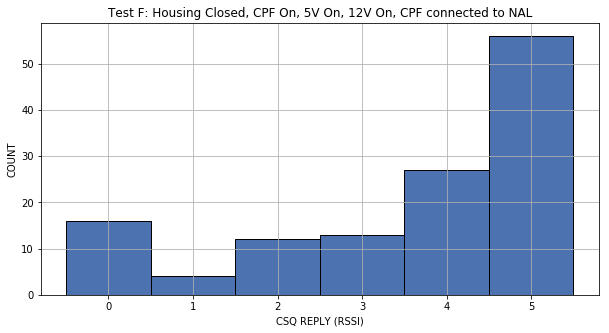 Test F: Housing Closed, CPF On, 5V On, 12V On, CPF connected to NAL
50
40
30
20
10
0
COUNT
0 1 2 3 4 5
CSQ REPLY (RSSI)